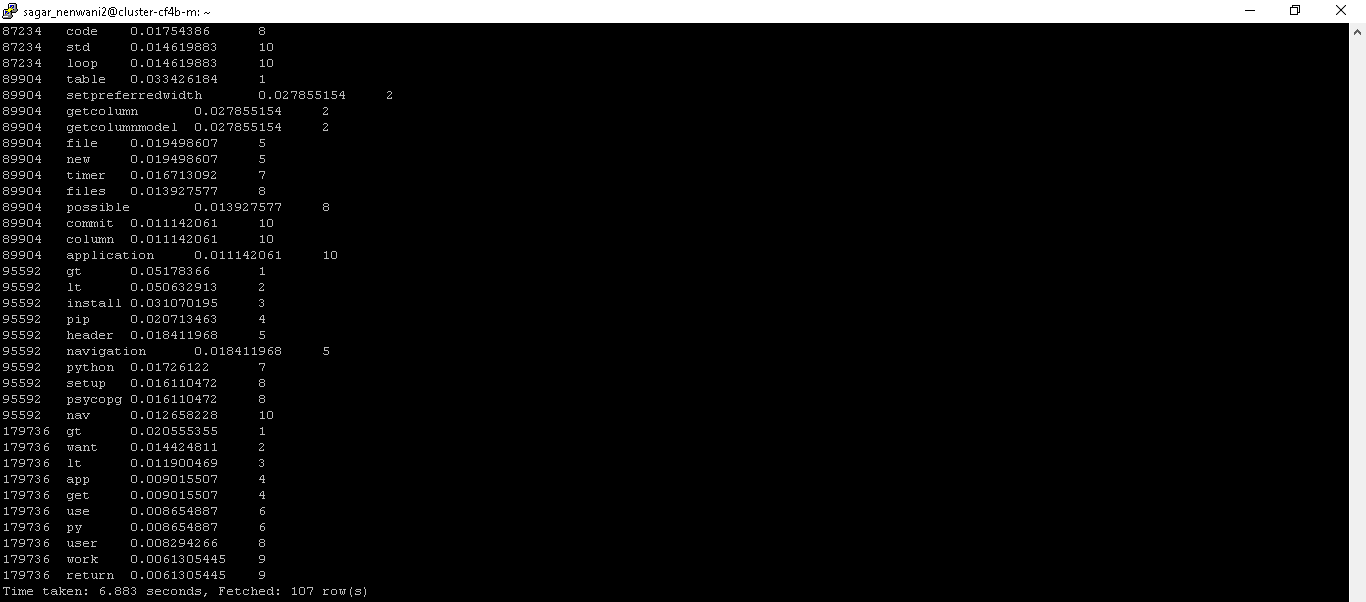 sagar_nenwani2@cluster-cf4b-m: ~
87234 code 0.01754386 8
87234 std 0.014619883 10
87234 loop 0.014619883 10
89904 table 0.033426184 1
89904 setpreferredwidth 0.027855154 2
89904 getcolumn 0.027855154 2
89904 getcolumnmodel 0.027855154 2
89904 file 0.019498607 5
89904 new 0.019498607 5
89904 timer 0.016713092 7
89904 files 0.013927577 8
89904 possible 0.013927577 8
89904 commit 0.011142061 10
89904 column 0.011142061 10
89904 application 0.011142061 10
95592 gt 0.05178366 1
95592 lt 0.050632913 2
95592 install 0.031070195 3
95592 pip 0.020713463 4
95592 header 0.018411968 5
95592 navigation 0.018411968 5
95592 python 0.01726122 7
95592 setup 0.016110472 8
95592 psycopg 0.016110472 8
95592 nav 0.012658228 10
179736 gt 0.020555355 1
179736 want 0.014424811 2
179736 lt 0.011900469 3
179736 app 0.009015507 4
179736 get 0.009015507 4
179736 use 0.008654887 6
179736 py 0.008654887 6
179736 user 0.008294266 8
179736 work 0.0061305445 9
179736 return 0.0061305445 9
Time taken: 6.883 seconds, Fetched: 107 row(s)